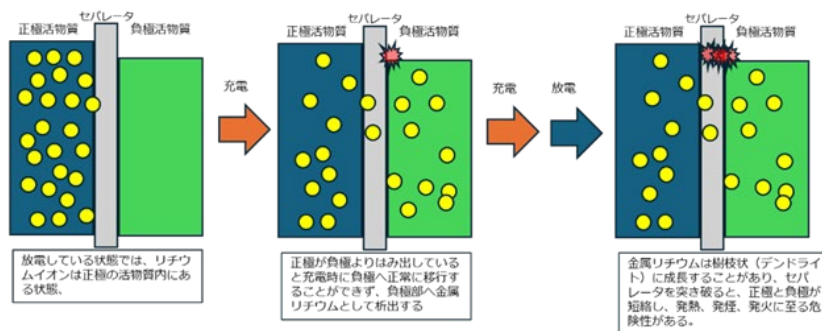 セパレータ
正極活物質
負極活物質
放電している状態では、リチウ
ムイオンは正極の活物質内にあ
る状態、
充電
セパレータ
正極活物質
負極活物質
正極が負極よりはみ出している
と充電時に負極へ正常に移行す
ることができず、負極部へ金属
リチウムとして析出する
充電
放電
セパレータ
正極活物質
負極活物質
金属リチウムは樹枝状（デンドライ
ト）に成長することがあり、セパ
レータを突き破ると、正極と負極が
短絡し、発熱、発煙、発火に至る危
険性がある。